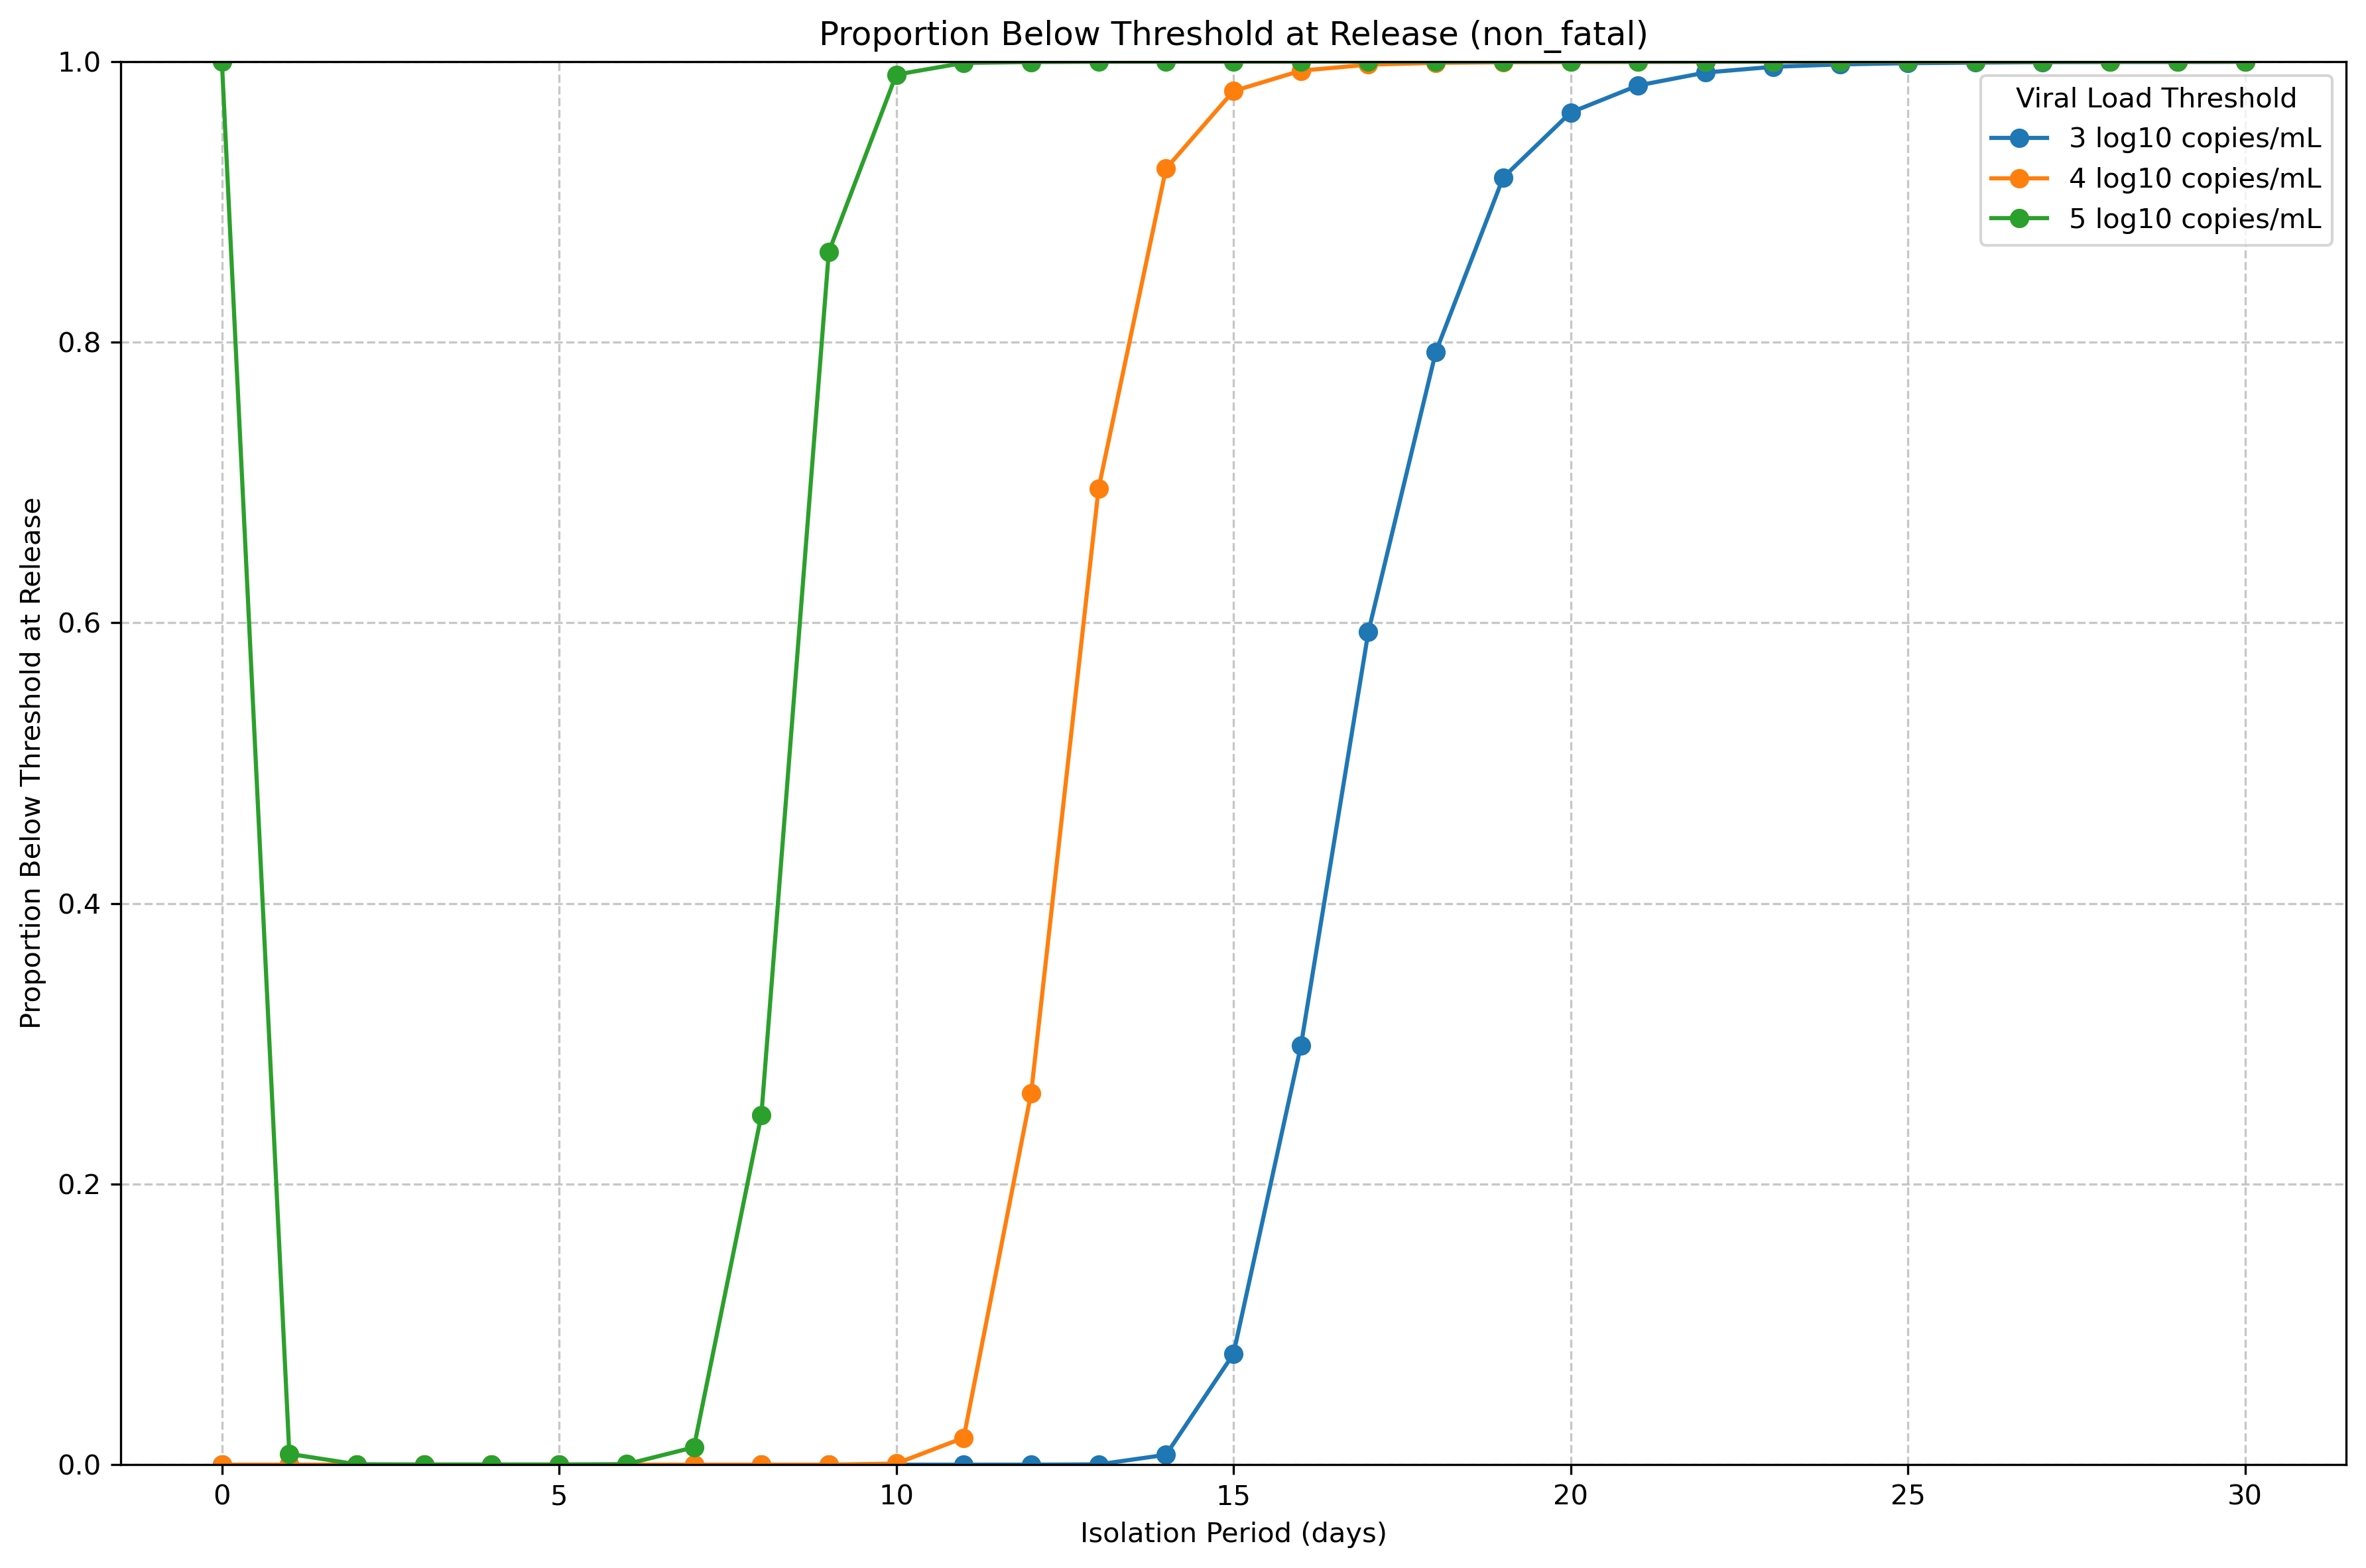 Proportion Below Threshold at Release (non_fatal)
Proportion Below Threshold at Release
1.0
0.8
0.6
0.4
0.2
0.0
Viral Load Threshold
3 log10 copies/mL
4 log10 copies/mL
5 log10 copies/mL
0 5 10 15 20 25 30
Isolation Period (days)